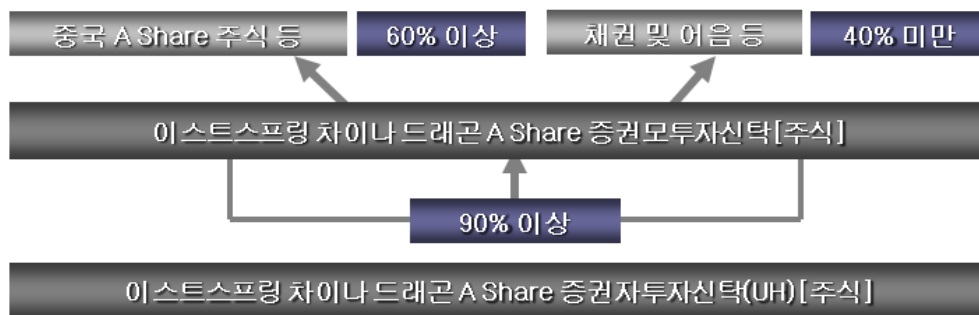 중국 A Share 주식 등
60% 이상
채권 및 어음 등
40% 미만
이스트스프링 차이나 드래곤 A Share 증권모투자신탁[주식]
90% 이상
이스트스프링 차이나 드래곤 A Share 증권자투자신탁(UH)[주식]